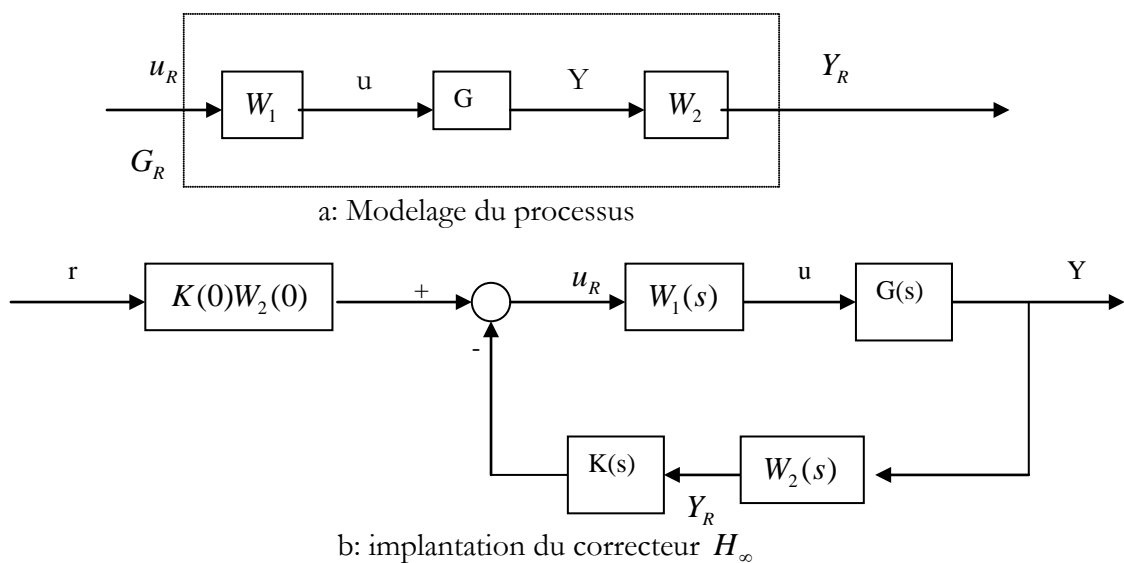 u_R u Y Y_R
W_1 G W_2
G_R
a: Modelage du processus
r u_R u Y
K(0)W_2(0) + W_1(s) G(s)
-
K(s) W_2(s)
Y_R
b: implantation du correcteur H_∞